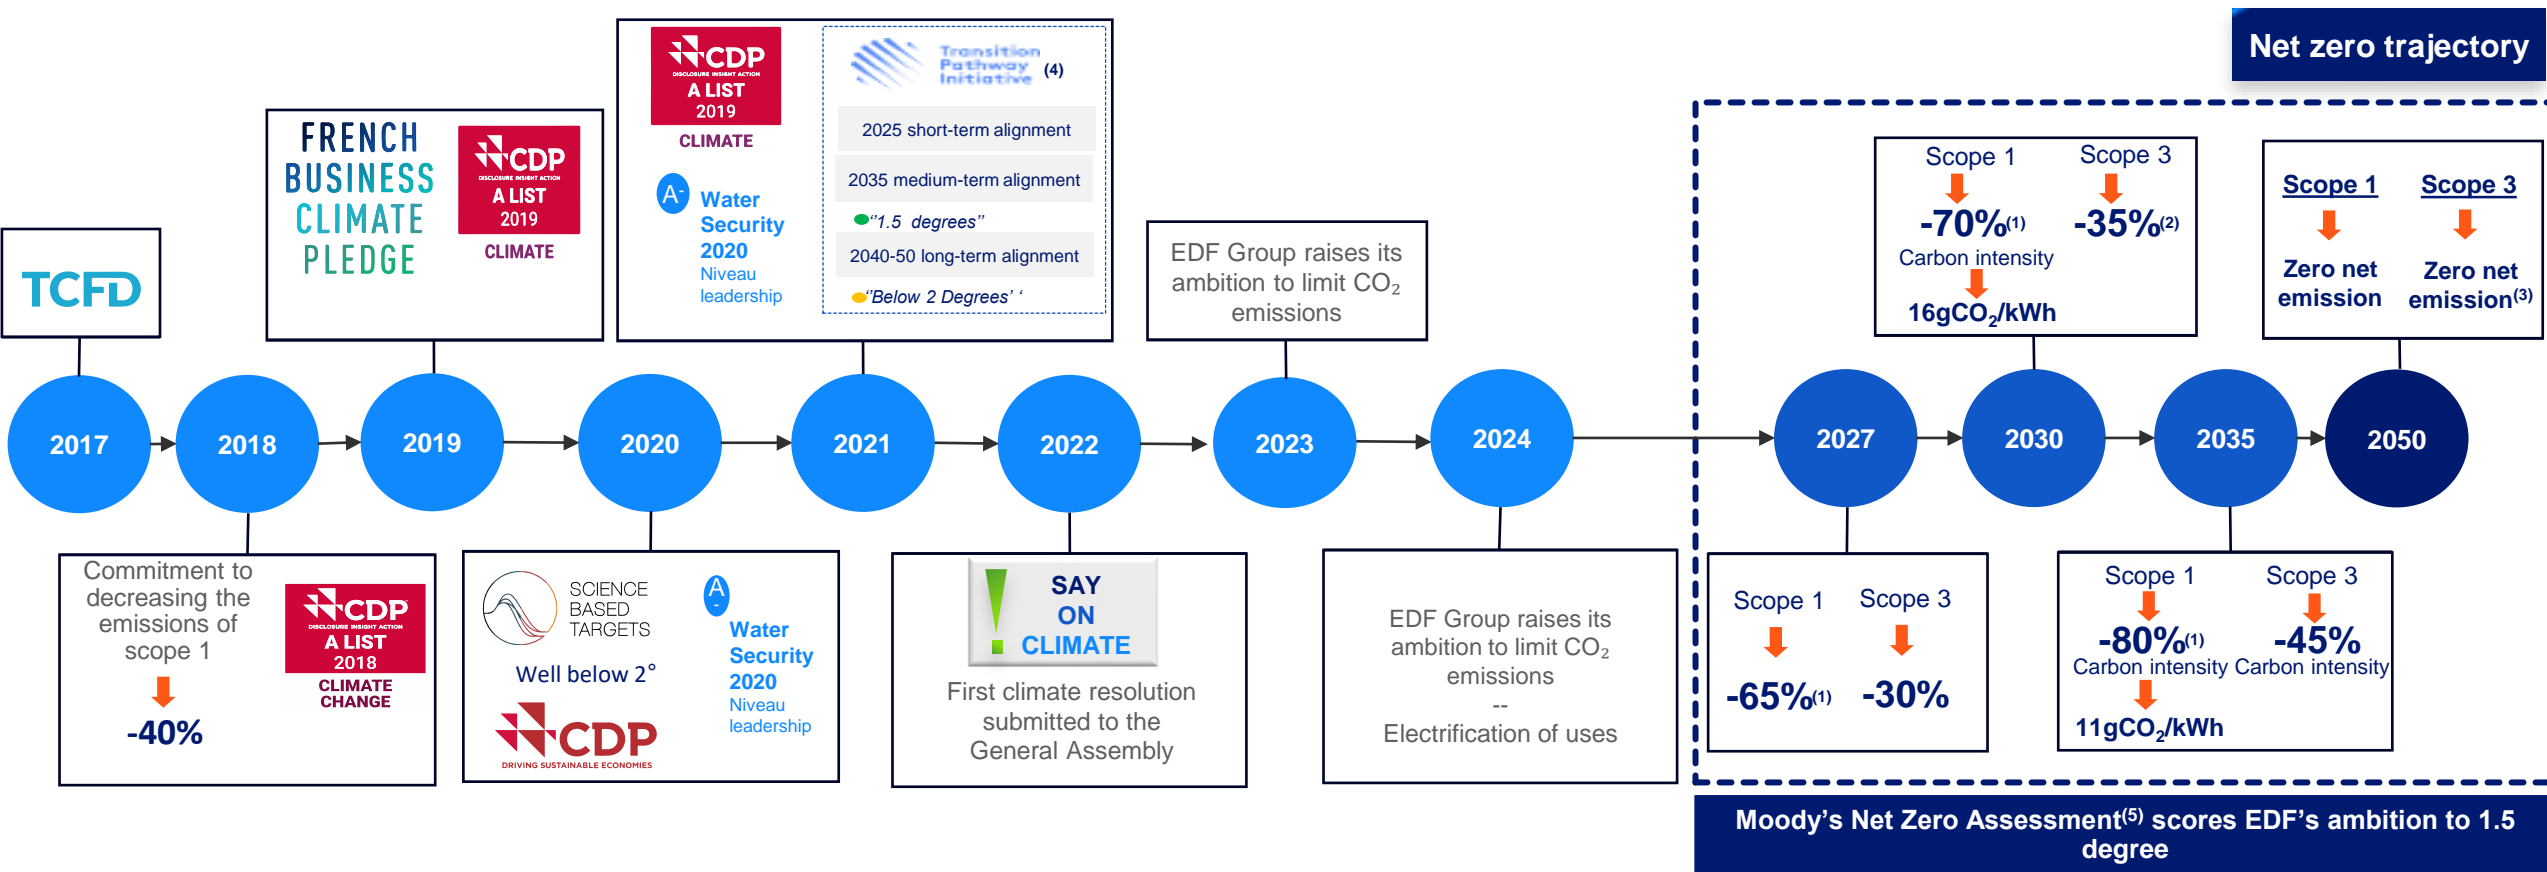 Net zero trajectory
TCFD
2017
2018
Commitment to
decreasing the
emissions of
scope 1
-40%
CDP
DISCLOSURE INSIGHT ACTION
A LIST
2018
CLIMATE
CHANGE
FRENCH
BUSINESS
CLIMATE
PLEDGE
CDP
DISCLOSURE INSIGHT ACTION
A LIST
2019
CLIMATE
2019
2020
SCIENCE
BASED
TARGETS
Well below 2°
CDP
DRIVING SUSTAINABLE ECONOMIES
A
-
Water
Security
2020
Niveau
leadership
CDP
DISCLOSURE INSIGHT ACTION
A LIST
2019
CLIMATE
A-
Water
Security
2020
Niveau
leadership
Transition
Pathway
Initiative (4)
2025 short-term alignment
2035 medium-term alignment
“1.5 degrees”
2040-50 long-term alignment
“Below 2 Degrees’ ‘
2021
2022
SAY
ON
CLIMATE
First climate resolution
submitted to the
General Assembly
EDF Group raises its
ambition to limit CO₂
emissions
2023
2024
EDF Group raises its
ambition to limit CO₂
emissions
--
Electrification of uses
2027
Scope 1
-65%(1)
Scope 3
-30%
Scope 1
-70%(1)
Carbon intensity
16gCO₂/kWh
Scope 3
-35%(2)
2030
2035
Scope 1
-80%(1)
Carbon intensity
11gCO₂/kWh
Scope 3
-45%
Carbon intensity
Scope 1
Zero net
emission
Scope 3
Zero net
emission(3)
2050
Moody’s Net Zero Assessment(5) scores EDF’s ambition to 1.5
degree